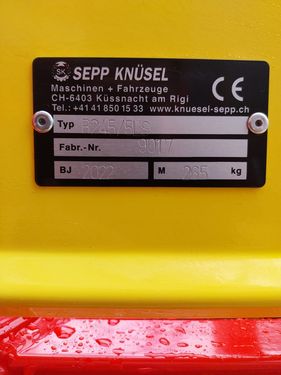 SK SEPP KNÜSEL CE
Maschinen + Fahrzeuge
CH-6403 Küssnacht am Rigi
Tel.: +41 41 850 15 33 www.knuesel-sepp.ch
Typ
Fabr.-Nr. 9017
BJ 2022 M 285 kg